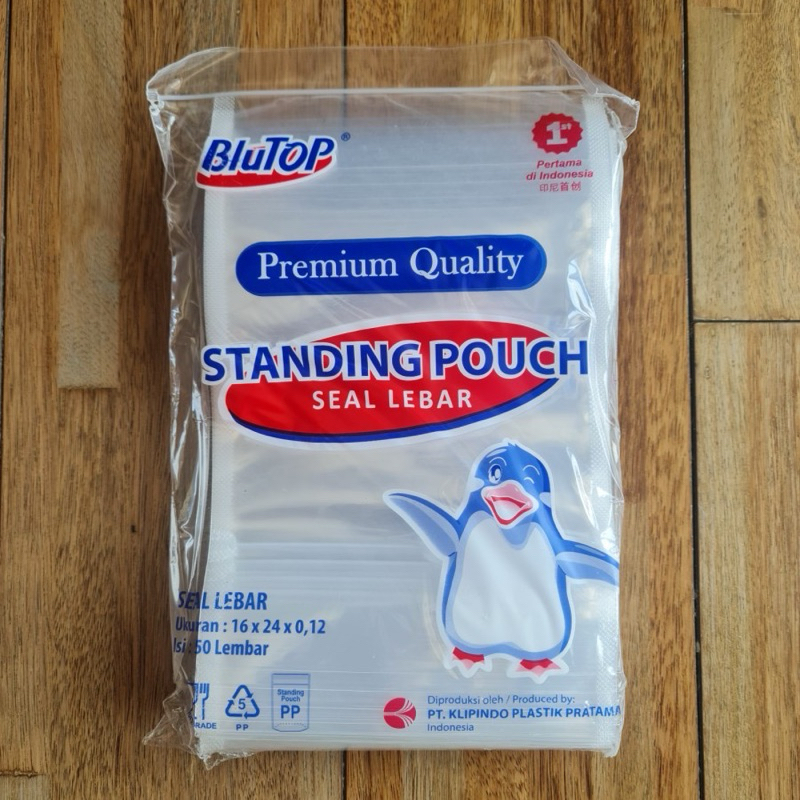 BluTOP®
1st
Pertama
di Indonesia
印尼首创
Premium Quality
STANDING POUCH
SEAL LEBAR
SEAL LEBAR
Ukuran : 16 x 24 x 0,12
Isi : 50 Lembar
5
PP
Standing
Pouch
PP
Diproduksi oleh / Produced by:
PT. KLIPINDO PLASTIK PRATAMA
Indonesia